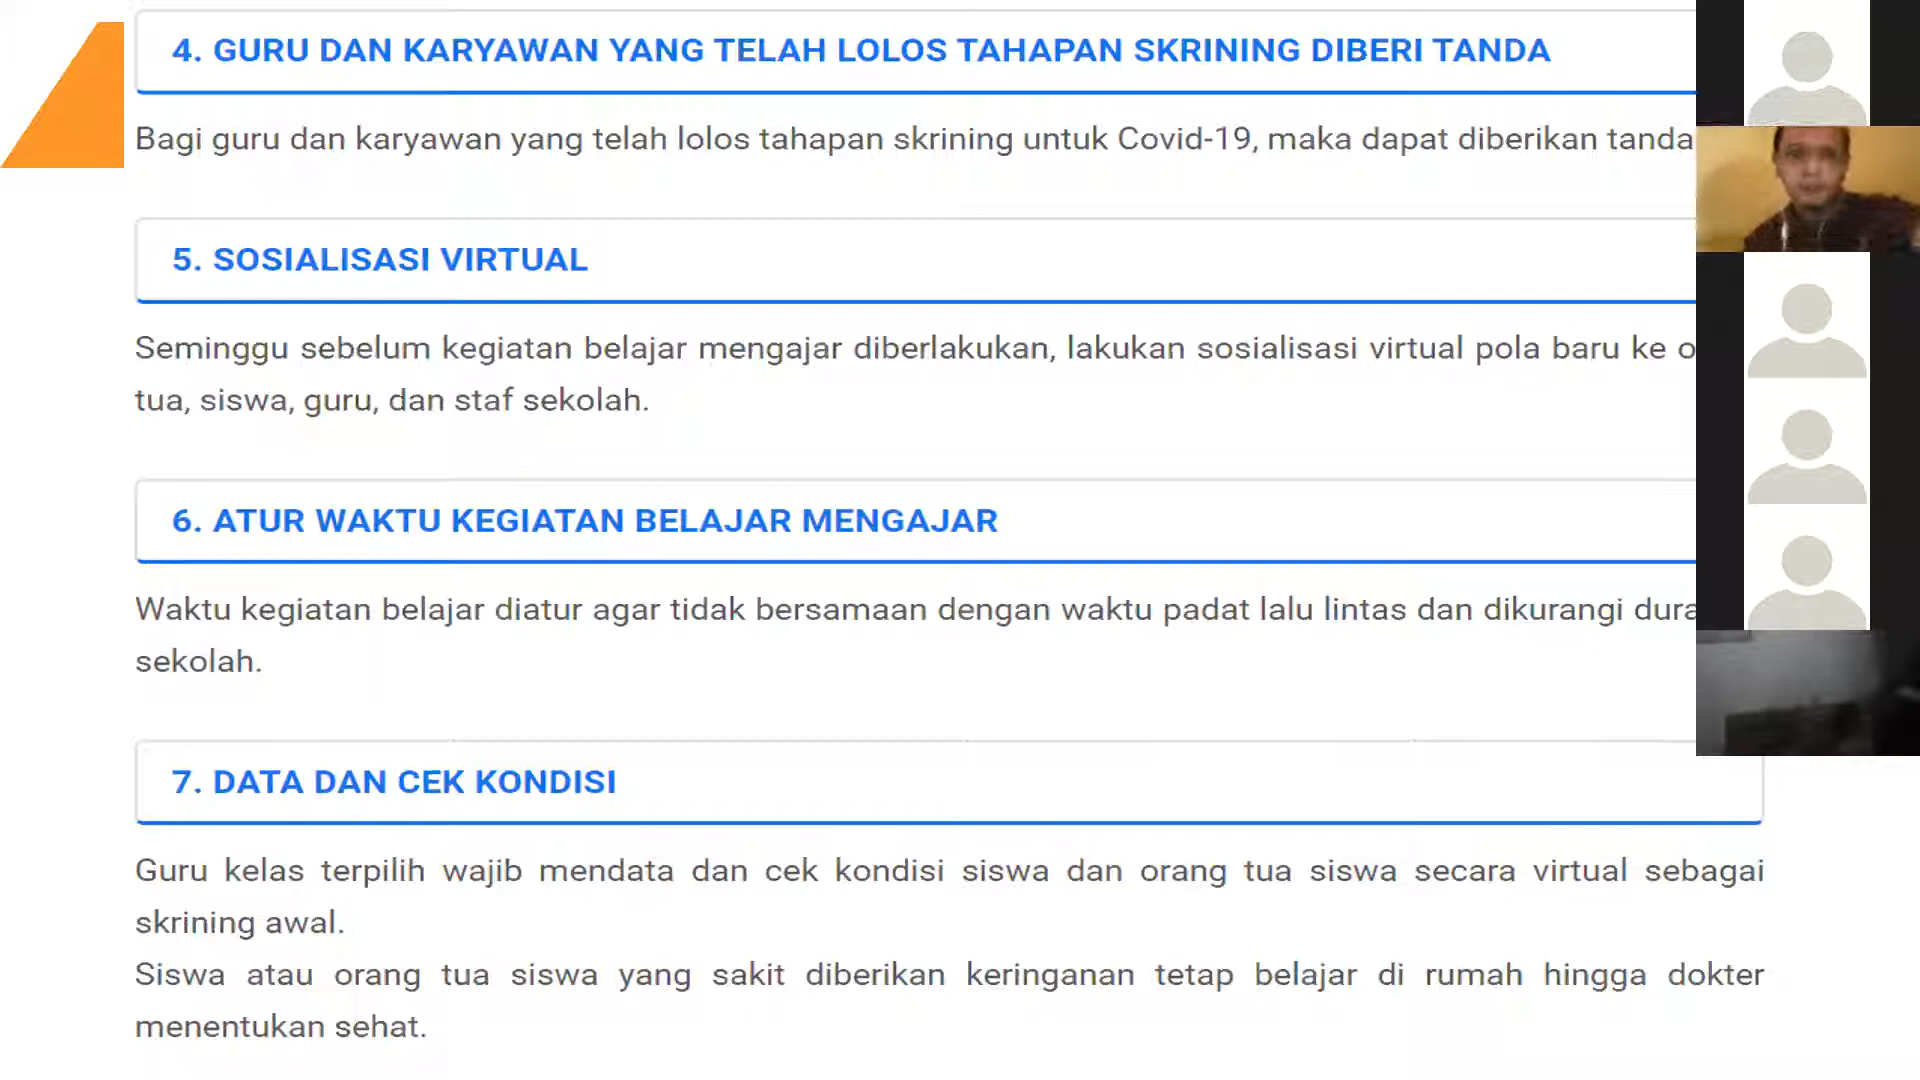 4. GURU DAN KARYAWAN YANG TELAH LOLOS TAHAPAN SKRINING DIBERI TANDA
Bagi guru dan karyawan yang telah lolos tahapan skrining untuk Covid-19, maka dapat diberikan tanda
5. SOSIALISASI VIRTUAL
Seminggu sebelum kegiatan belajar mengajar diberlakukan, lakukan sosialisasi virtual pola baru ke
tua, siswa, guru, dan staf sekolah.
6. ATUR WAKTU KEGIATAN BELAJAR MENGAJAR
Waktu kegiatan belajar diatur agar tidak bersamaan dengan waktu padat lalu lintas dan dikurangi
sekolah.
7. DATA DAN CEK KONDISI
Guru kelas terpilih wajib mendata dan cek kondisi siswa dan orang tua siswa secara virtual sebagai
skrining awal.
Siswa atau orang tua siswa yang sakit diberikan keringanan tetap belajar di rumah hingga dokter
menentukan sehat.